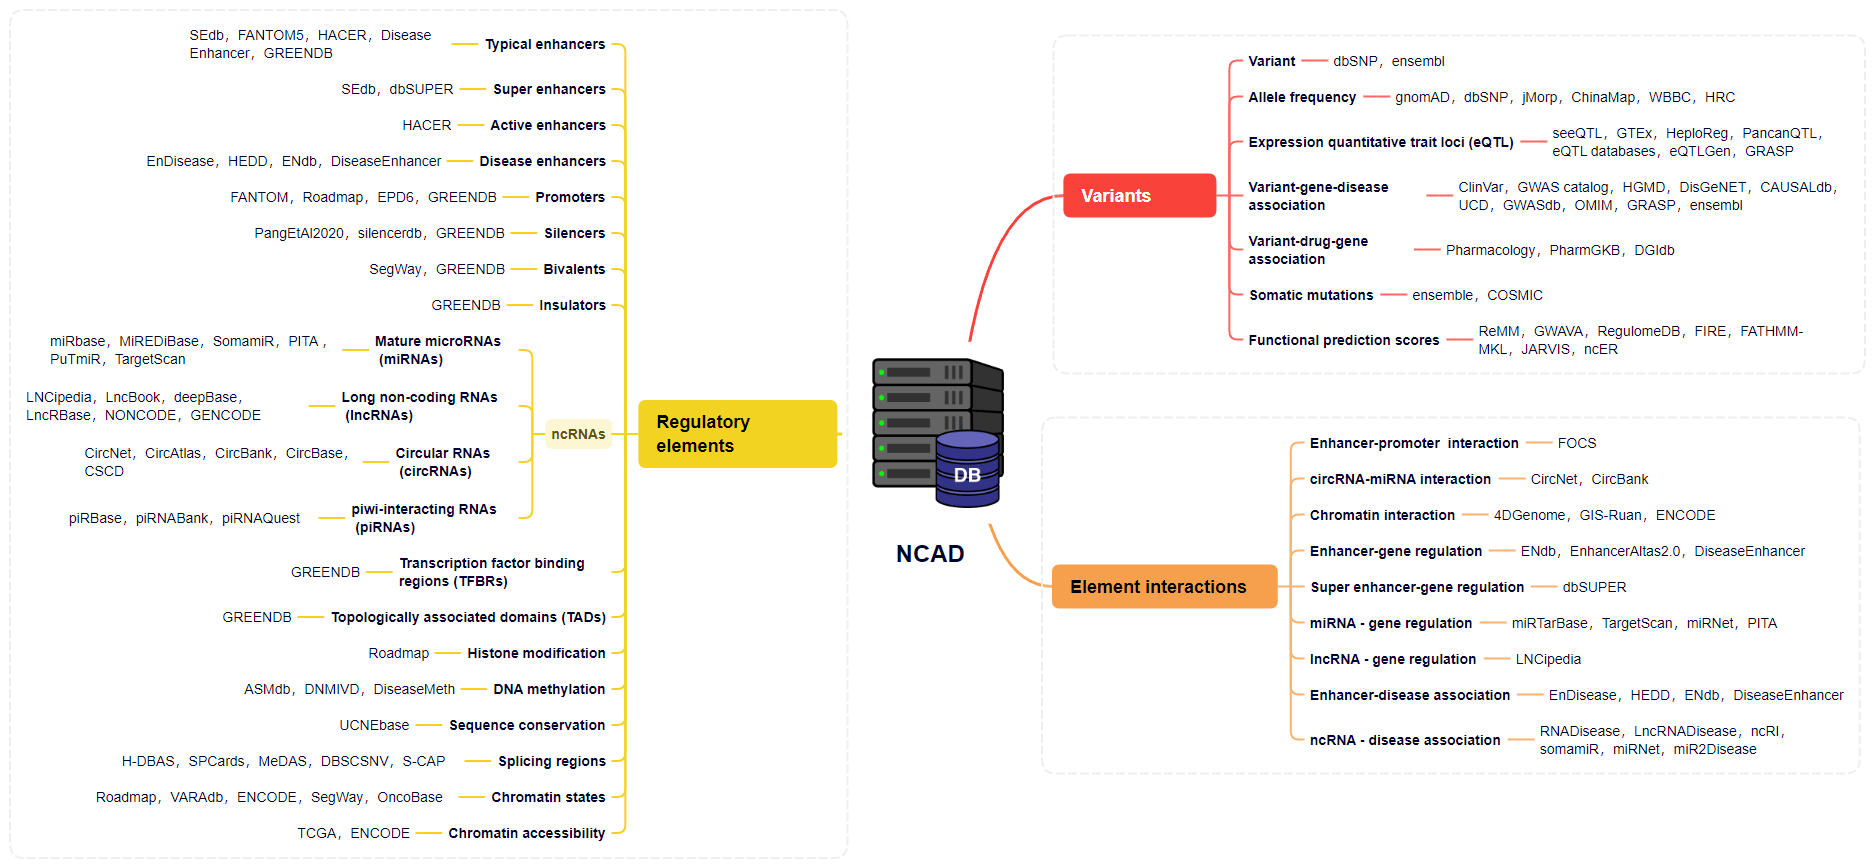 SEdb, FANTOM5, HACER, Disease
Enhancer, GREENDB
Typical enhancers
SEdb, dbSUPER
Super enhancers
HACER
Active enhancers
EnDisease, HEDD, ENdb, DiseaseEnhancer
Disease enhancers
FANTOM, Roadmap, EPD6, GREENDB
Promoters
PangEtAl2020, silencerdb, GREENDB
Silencers
SegWay, GREENDB
Bivalents
GREENDB
Insulators
miRbase, MiREDiBase, SomamiR, PITA ,
PuTmiR, TargetScan
Mature microRNAs
(miRNAs)
LNCipedia, LncBook, deepBase,
LncRBase, NONCODE, GENCODE
Long non-coding RNAs
(lncRNAs)
CircNet, CircAtlas, CircBank, CircBase,
CSCD
Circular RNAs
(circRNAs)
piRBase, piRNABank, piRNAQuest
piwi-interacting RNAs
(piRNAs)
ncRNAs
GREENDB
Transcription factor binding
regions (TFBRs)
GREENDB
Topologically associated domains (TADs)
Roadmap
Histone modification
ASMdb, DNMIVD, DiseaseMeth
DNA methylation
UCNEbase
Sequence conservation
H-DBAS, SPCards, MeDAS, DBSCSNV, S-CAP
Splicing regions
Roadmap, VARAdb, ENCODE, SegWay, OncoBase
Chromatin states
TCGA, ENCODE
Chromatin accessibility
Regulatory
elements
DB
NCAD
Variants
Variant
dbSNP, ensembl
Allele frequency
gnomAD, dbSNP, jMorp, ChinaMap, WBBC, HRC
Expression quantitative trait loci (eQTL)
seeQTL, GTEx, HeploReg, PancanQTL,
eQTL databases, eQTLGen, GRASP
Variant-gene-disease
association
ClinVar, GWAS catalog, HGMD, DisGeNET, CAUSALdb,
UCD, GWASdb, OMIM, GRASP, ensembl
Variant-drug-gene
association
Pharmacology, PharmGKB, DGIdb
Somatic mutations
ensemble, COSMIC
Functional prediction scores
ReMM, GWAVA, RegulomeDB, FIRE, FATHMM-
MKL, JARVIS, ncER
Element interactions
Enhancer-promoter interaction
FOCS
circRNA-miRNA interaction
CircNet, CircBank
Chromatin interaction
4DGenome, GIS-Ruan, ENCODE
Enhancer-gene regulation
ENdb, EnhancerAltas2.0, DiseaseEnhancer
Super enhancer-gene regulation
dbSUPER
miRNA - gene regulation
miRTarBase, TargetScan, miRNet, PITA
lncRNA - gene regulation
LNCipedia
Enhancer-disease association
EnDisease, HEDD, ENdb, DiseaseEnhancer
ncRNA - disease association
RNADisease, LncRNADisease, ncRI,
somamiR, miRNet, miR2Disease